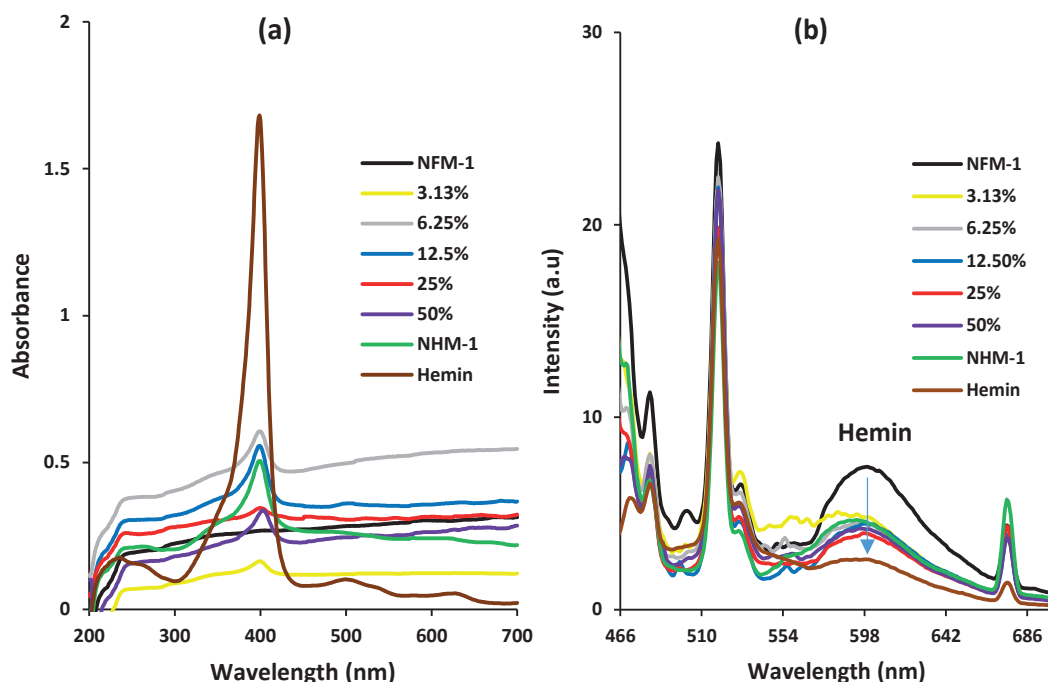 (a)
2
1.5
1
0.5
0
Absorbance
NFM-1
3.13%
6.25%
12.5%
25%
50%
NHM-1
Hemin
200 300 400 500 600 700
Wavelength (nm)
(b)
30
20
10
0
Intensity (a.u)
NFM-1
3.13%
6.25%
12.50%
25%
50%
NHM-1
Hemin
Hemin
466 510 554 598 642 686
Wavelength (nm)